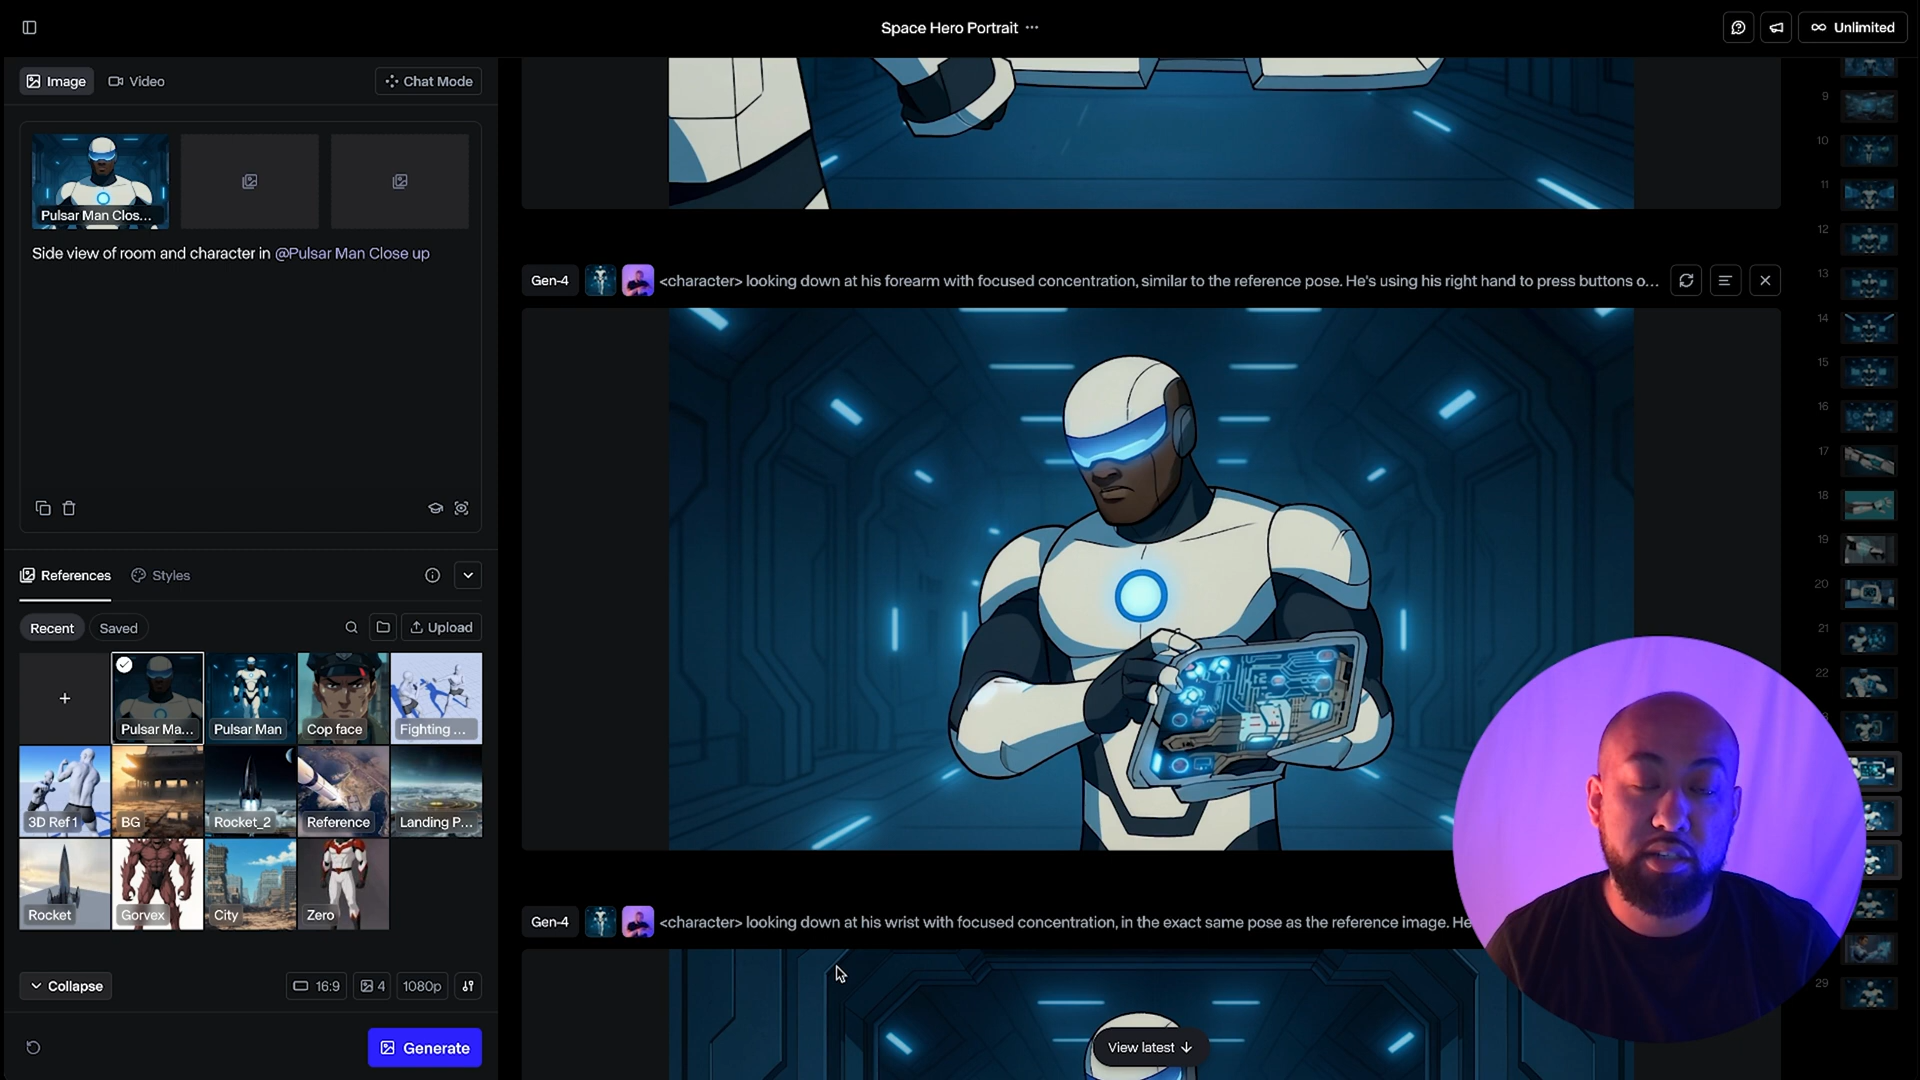 Space Hero Portrait
Unlimited
Image
Video
Chat Mode
Pulsar Man Clos...
Side view of room and character in @Pulsar Man Close up
References
Styles
Recent
Saved
Upload
Pulsar Ma...
Pulsar Man
Cop face
Fighting ...
3D Ref 1
BG
Rocket_2
Reference
Landing P...
Rocket
Gorvex
City
Zero
Collapse
16:9
4
1080p
Generate
Gen-4
<character> looking down at his forearm with focused concentration, similar to the reference pose. He's using his right hand to press buttons o...
Gen-4
<character> looking down at his wrist with focused concentration, in the exact same pose as the reference image. He
View latest
9
10
11
12
13
14
15
16
17
18
19
20
21
22
29